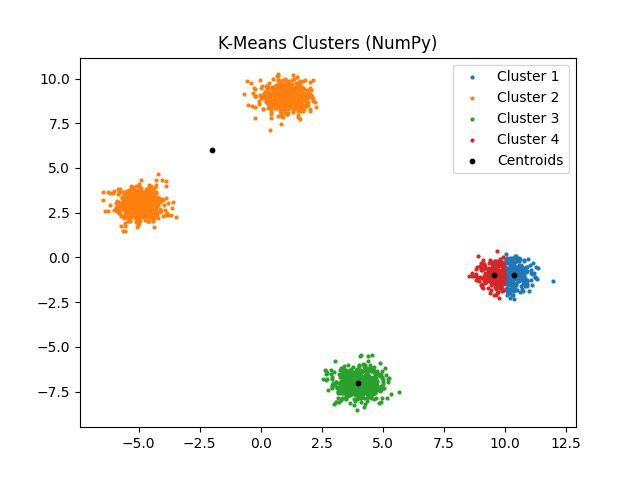 K-Means Clusters (NumPy)
10.0
7.5
5.0
2.5
0.0
−2.5
−5.0
−7.5
Cluster 1
Cluster 2
Cluster 3
Cluster 4
Centroids
−5.0 −2.5 0.0 2.5 5.0 7.5 10.0 12.5